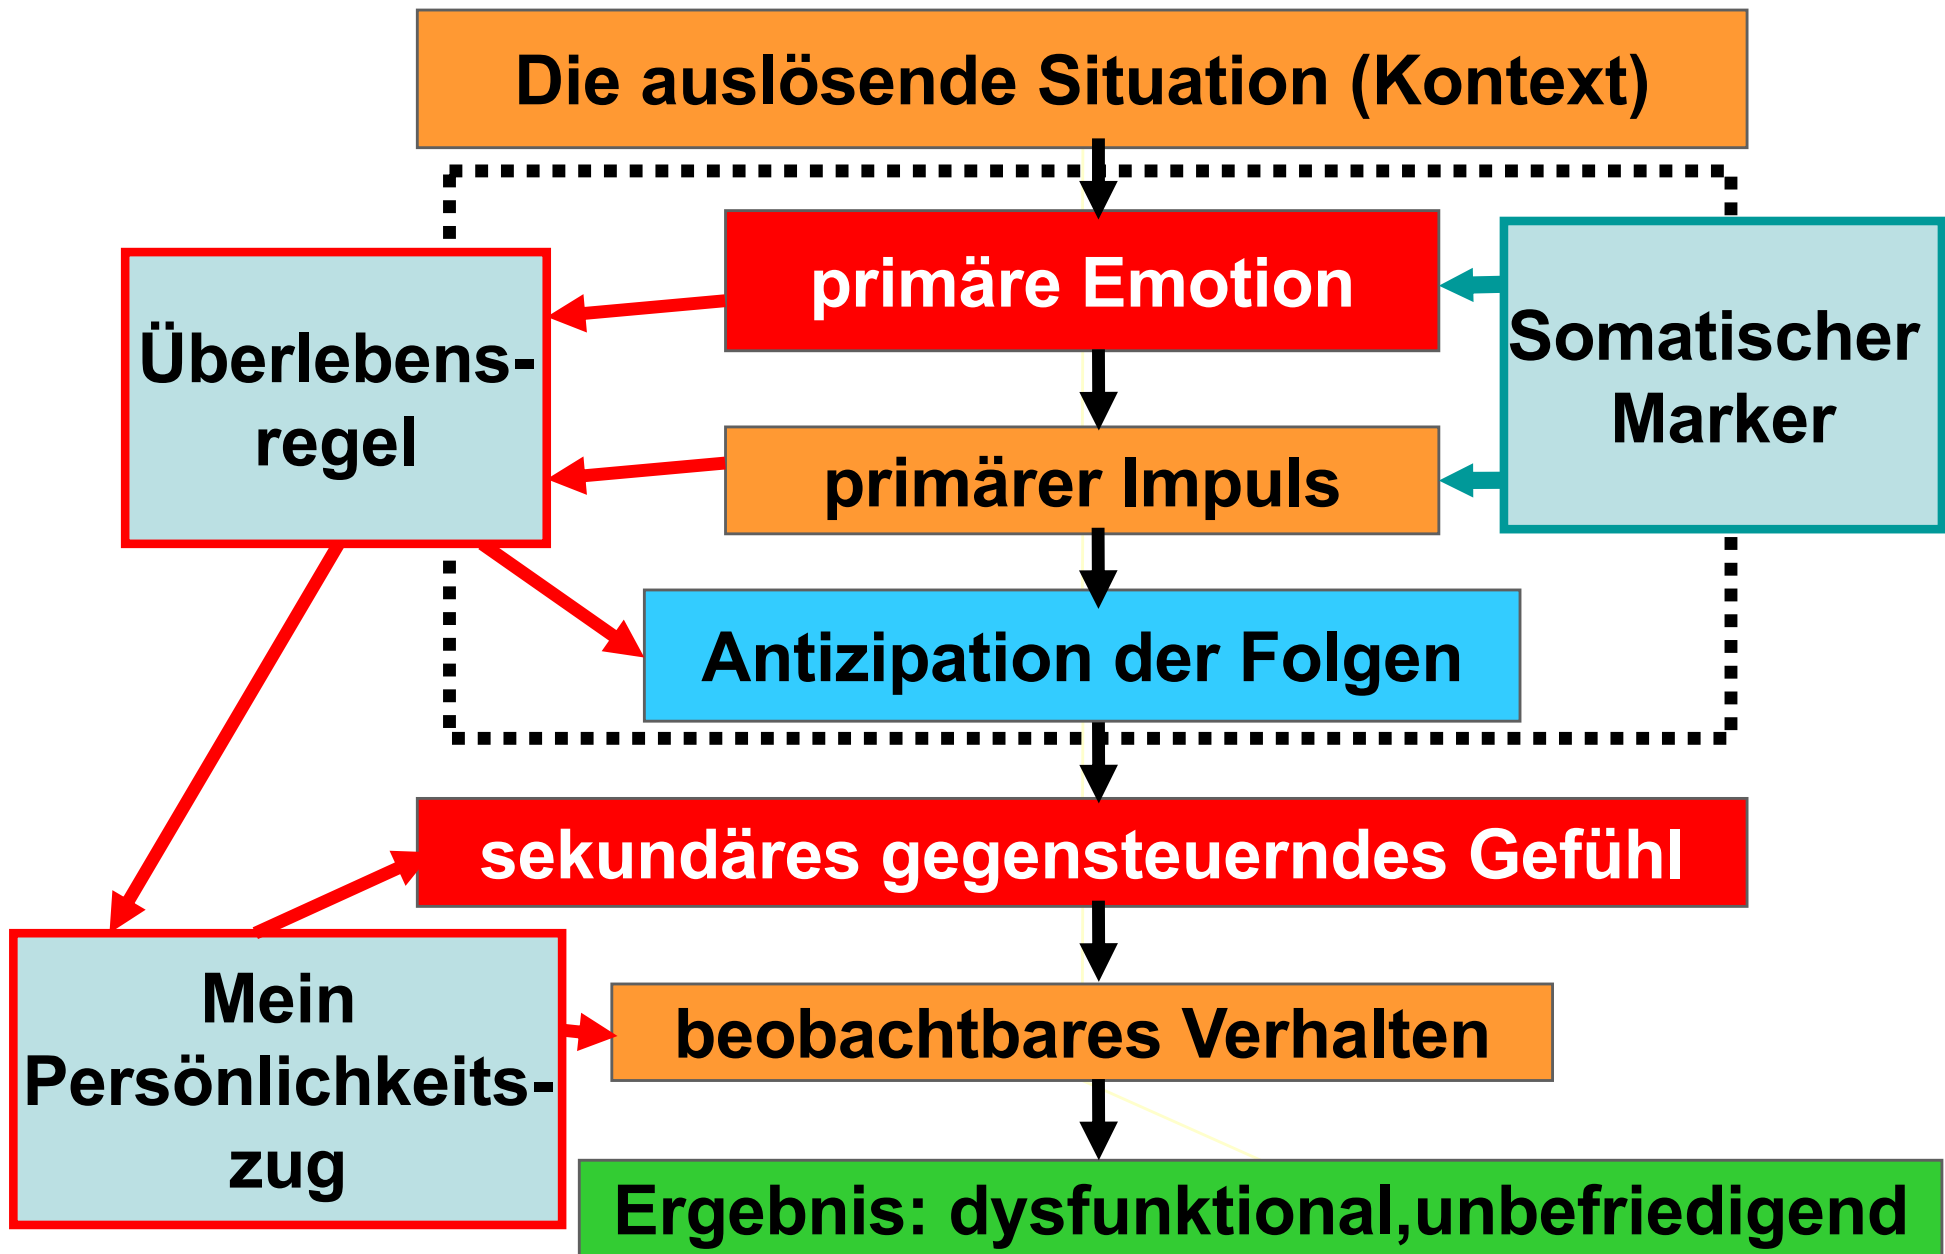 Die auslösende Situation (Kontext)
primäre Emotion
Überlebens-
regel
Somatischer
Marker
primärer Impuls
Antizipation der Folgen
sekundäres gegensteuerndes Gefühl
Mein
Persönlichkeits-
zug
beobachtbares Verhalten
Ergebnis: dysfunktional,unbefriedigend